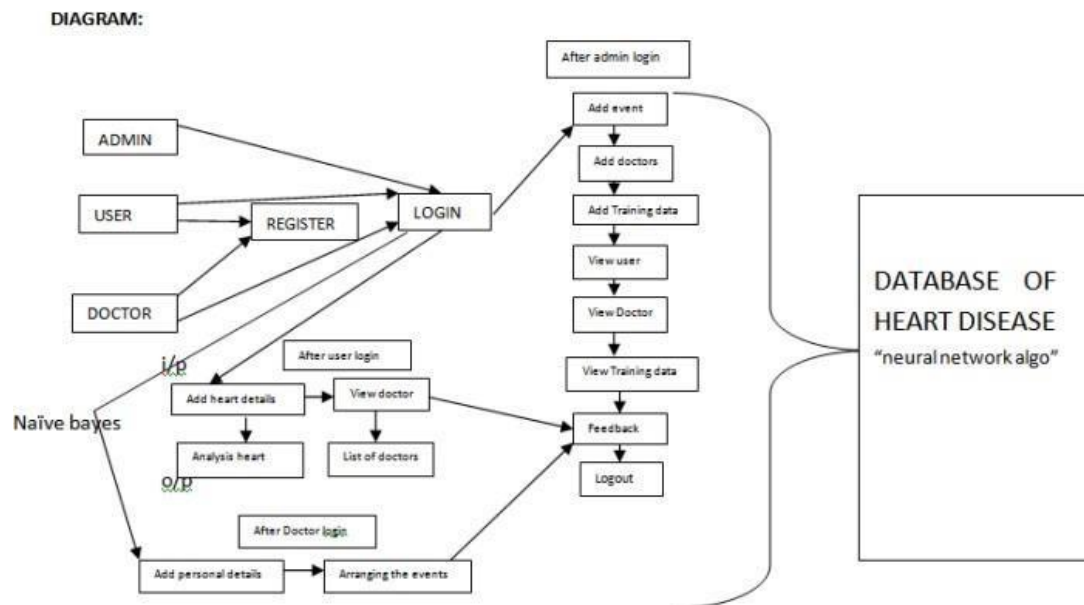 DIAGRAM:
After admin login
Add event
ADMIN
Add doctors
USER
REGISTER
LOGIN
Add Training data
View user
DOCTOR
View Doctor
DATABASE OF
HEART DISEASE
"neural network algo"
i/p
After user login
View Training data
Add heart details
View doctor
Naïve bayes
Feedback
Analysis heart
List of doctors
Logout
o/p
After Doctor login
Add personal details
Arranging the events